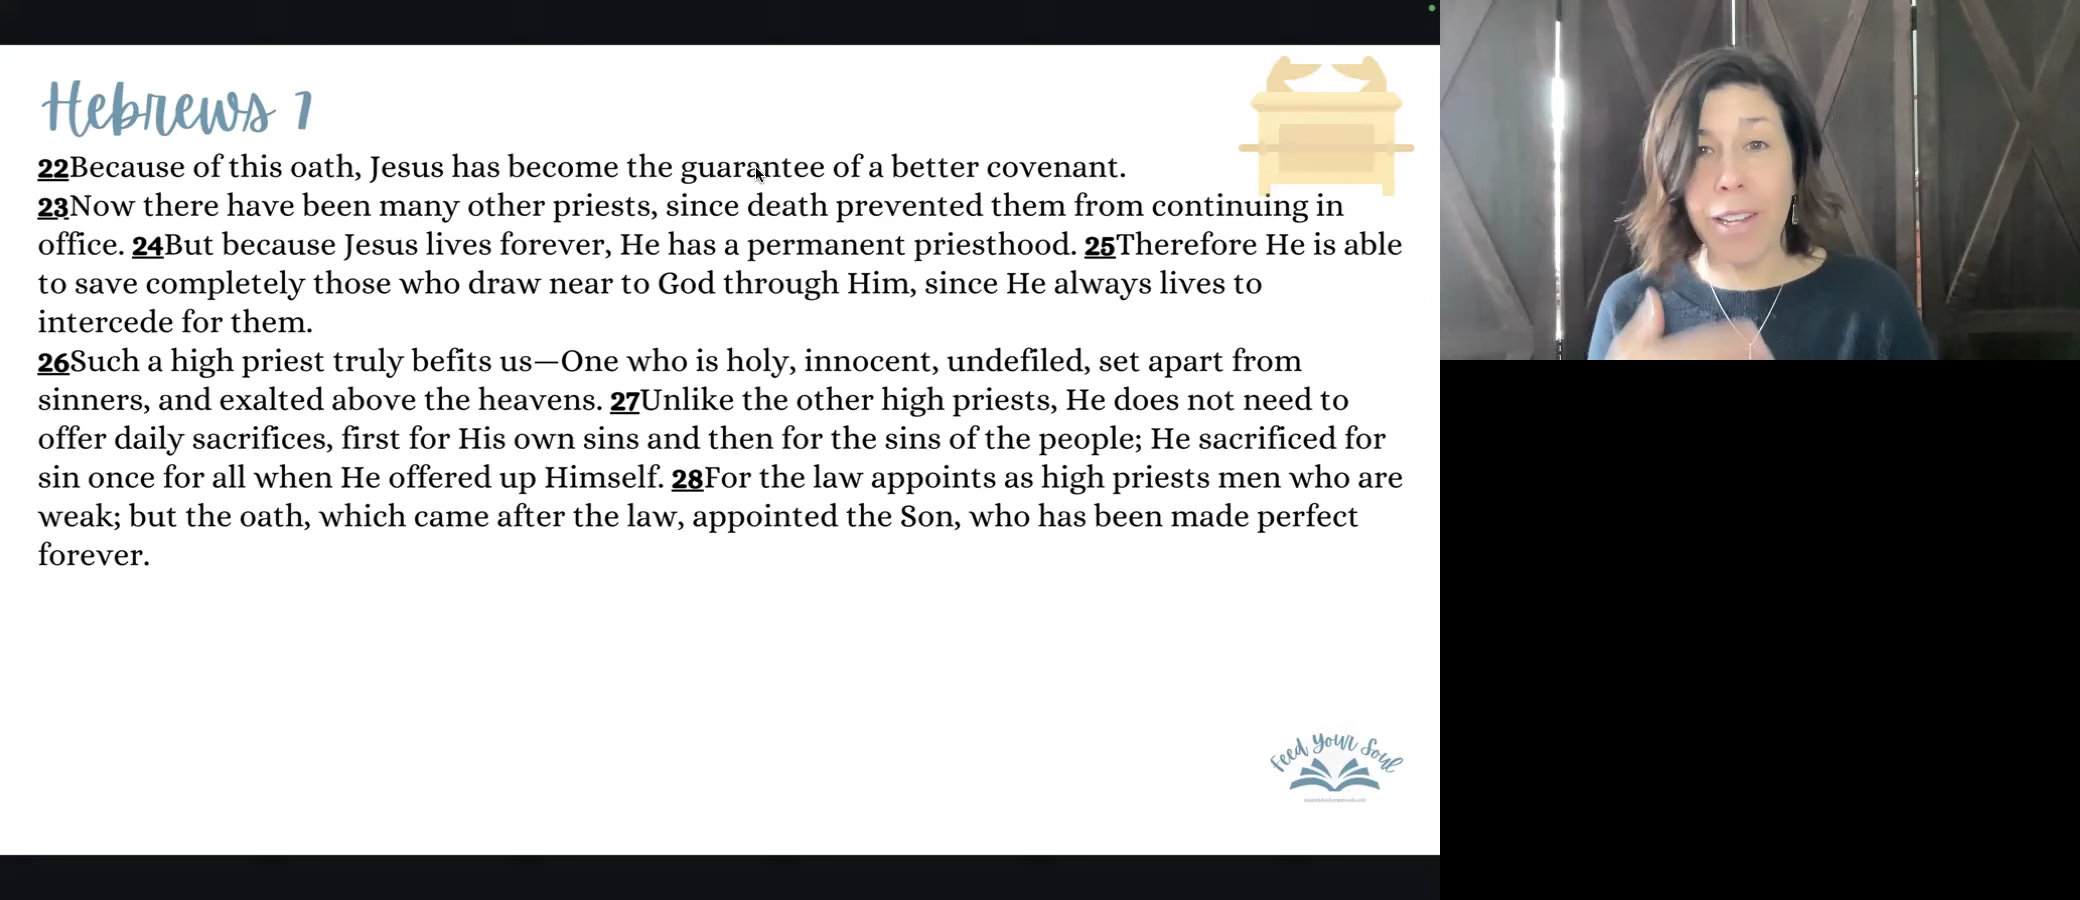 Hebrews 7
22Because of this oath, Jesus has become the guarantee of a better covenant.
23Now there have been many other priests, since death prevented them from continuing in
office. 24But because Jesus lives forever, He has a permanent priesthood. 25Therefore He is able
to save completely those who draw near to God through Him, since He always lives to
intercede for them.
26Such a high priest truly befits us—One who is holy, innocent, undefiled, set apart from
sinners, and exalted above the heavens. 27Unlike the other high priests, He does not need to
offer daily sacrifices, first for His own sins and then for the sins of the people; He sacrificed for
sin once for all when He offered up Himself. 28For the law appoints as high priests men who are
weak; but the oath, which came after the law, appointed the Son, who has been made perfect
forever.
Feed Your Soul